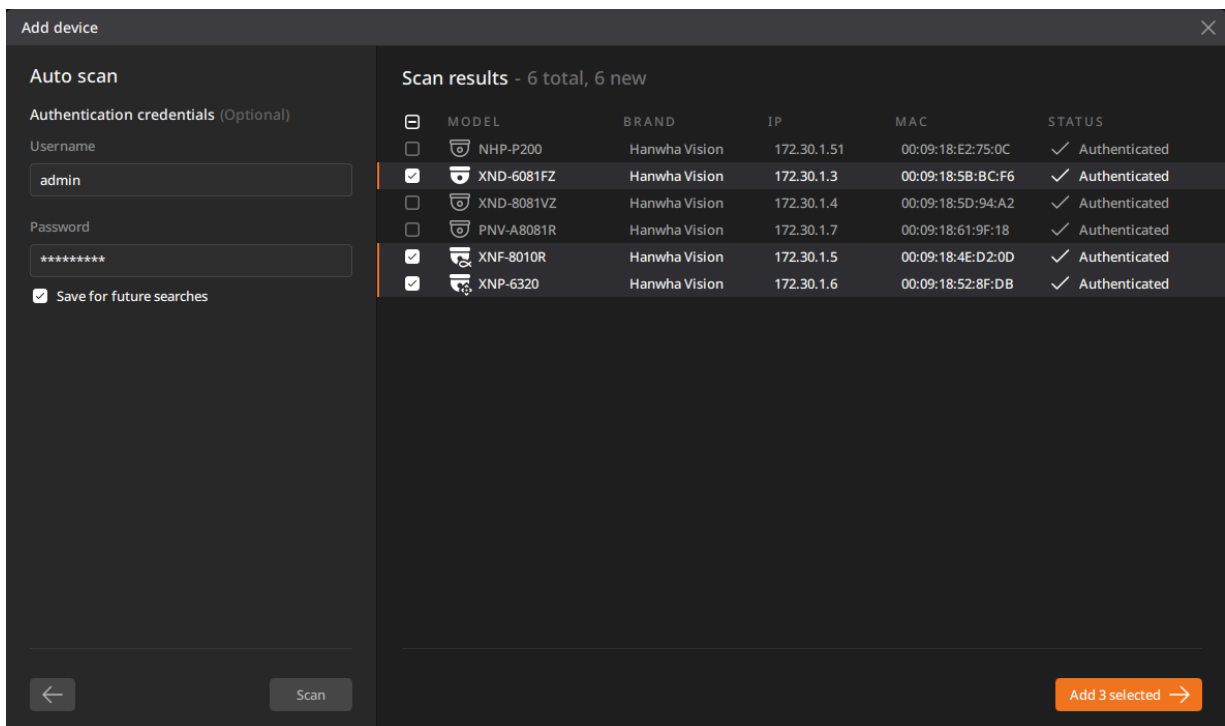 Add device
Auto scan
Authentication credentials (Optional)
Username
admin
Password
*********
Save for future searches
Scan
Scan results - 6 total, 6 new
MODEL BRAND IP MAC STATUS
NHP-P200 Hanwha Vision 172.30.1.51 00:09:18:E2:75:0C Authenticated
XND-6081FZ Hanwha Vision 172.30.1.3 00:09:18:5B:BC:F6 Authenticated
XND-8081VZ Hanwha Vision 172.30.1.4 00:09:18:5D:94:A2 Authenticated
PNV-A8081R Hanwha Vision 172.30.1.7 00:09:18:61:9F:18 Authenticated
XNF-8010R Hanwha Vision 172.30.1.5 00:09:18:4E:D2:0D Authenticated
XNP-6320 Hanwha Vision 172.30.1.6 00:09:18:52:8F:DB Authenticated
Add 3 selected